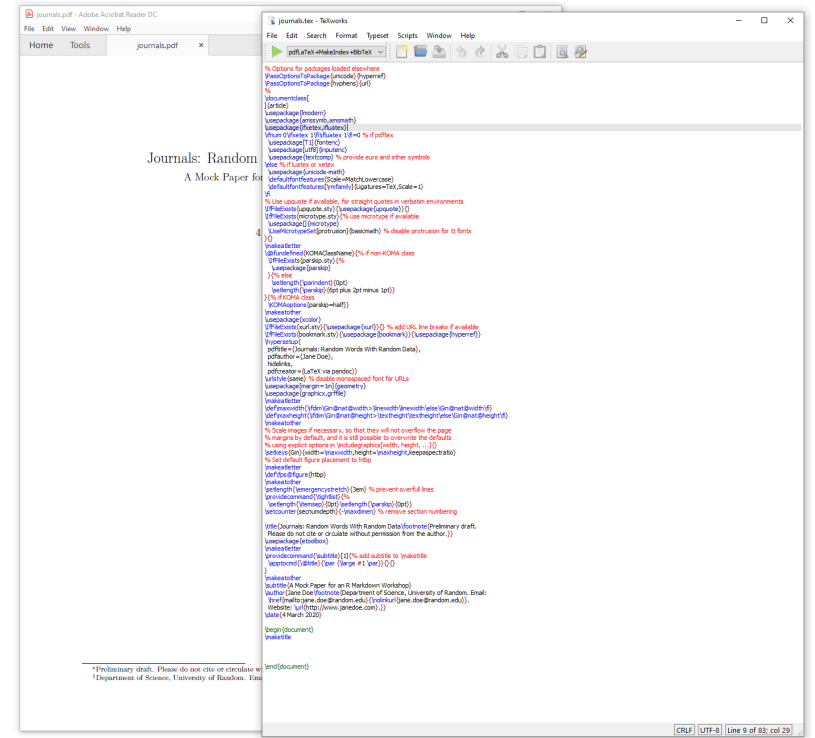 journals.pdf - Adobe Acrobat Reader DC
File Edit View Window Help
Home Tools journals.pdf ×
Journals: Random
A Mock Paper for
4
*Preliminary draft. Please do not cite or circulate w
†Department of Science, University of Random. Ema
journals.tex - TeXworks
File Edit Search Format Typeset Scripts Window Help
pdfLaTeX+MakeIndex+BibTeX
% Options for packages loaded elsewhere
\PassOptionsToPackage{unicode}{hyperref}
\PassOptionsToPackage{hyphens}{url}
%
\documentclass[
]{article}
\usepackage{lmodern}
\usepackage{amssymb,amsmath}
\usepackage{ifxetex,ifluatex}
\ifnum 0\ifxetex 1\fi\ifluatex 1\fi=0 % if pdftex
\usepackage[T1]{fontenc}
\usepackage[utf8]{inputenc}
\usepackage{textcomp} % provide euro and other symbols
\else % if luatex or xetex
\usepackage{unicode-math}
\defaultfontfeatures{Scale=MatchLowercase}
\defaultfontfeatures[\rmfamily]{Ligatures=TeX,Scale=1}
\fi
% Use upquote if available, for straight quotes in verbatim environments
\IfFileExists{upquote.sty}{\usepackage{upquote}}{}
\IfFileExists{microtype.sty}{% use microtype if available
\usepackage[]{microtype}
\UseMicrotypeSet[protrusion]{basicmath} % disable protrusion for tt fonts
}{}
\makeatletter
\@ifundefined{KOMAClassName}{% if non-KOMA class
\IfFileExists{parskip.sty}{%
\usepackage{parskip}
}{% else
\setlength{\parindent}{0pt}
\setlength{\parskip}{6pt plus 2pt minus 1pt}}
}{% if KOMA class
\KOMAoptions{parskip=half}}
\makeatother
\usepackage{xcolor}
\IfFileExists{xurl.sty}{\usepackage{xurl}}{} % add URL line breaks if available
\IfFileExists{bookmark.sty}{\usepackage{bookmark}}{\usepackage{hyperref}}
\hypersetup{
pdftitle={Journals: Random Words With Random Data},
pdfauthor={Jane Doe},
hidelinks,
pdfcreator={LaTeX via pandoc}}
\urlstyle{same} % disable monospaced font for URLs
\usepackage[margin=1in]{geometry}
\usepackage{graphicx,grffile}
\makeatletter
\def\maxwidth{\ifdim\Gin@nat@width>\linewidth\linewidth\else\Gin@nat@width\fi}
\def\maxheight{\ifdim\Gin@nat@height>\textheight\textheight\else\Gin@nat@height\fi}
\makeatother
% Scale images if necessary, so that they will not overflow the page
% margins by default, and it is still possible to overwrite the defaults
% using explicit options in \includegraphics[width, height, ...]{}
\setkeys{Gin}{width=\maxwidth,height=\maxheight,keepaspectratio}
% Set default figure placement to htbp
\makeatletter
\def\fps@figure{htbp}
\makeatother
\setlength{\emergencystretch}{3em} % prevent overfull lines
\providecommand{\tightlist}{%
\setlength{\itemsep}{0pt}\setlength{\parskip}{0pt}}
\setcounter{secnumdepth}{-\maxdimen} % remove section numbering
\title{Journals: Random Words With Random Data\footnote{Preliminary draft.
Please do not cite or circulate without permission from the author.}}
\usepackage{etoolbox}
\makeatletter
\providecommand{\subtitle}[1]{% add subtitle to \maketitle
\apptocmd{\@title}{\par {\large #1 \par}}{}{}
}
\makeatother
\subtitle{A Mock Paper for an R Markdown Workshop}
\author{Jane Doe\footnote{Department of Science, University of Random. Email:
\href{mailto:jane.doe@random.edu}{\nolinkurl{jane.doe@random.edu}}.
Website: \url{http://www.janedoe.com}.}}
\date{4 March 2020}
\begin{document}
\maketitle
\end{document}
CRLF UTF-8 Line 9 of 83; col 29